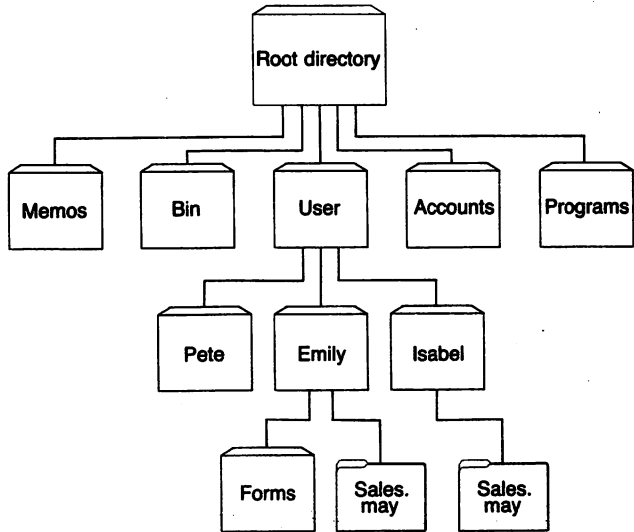 Root directory
Memos
Bin
User
Accounts
Programs
Pete
Emily
Isabel
Forms
Sales.
may
Sales.
may